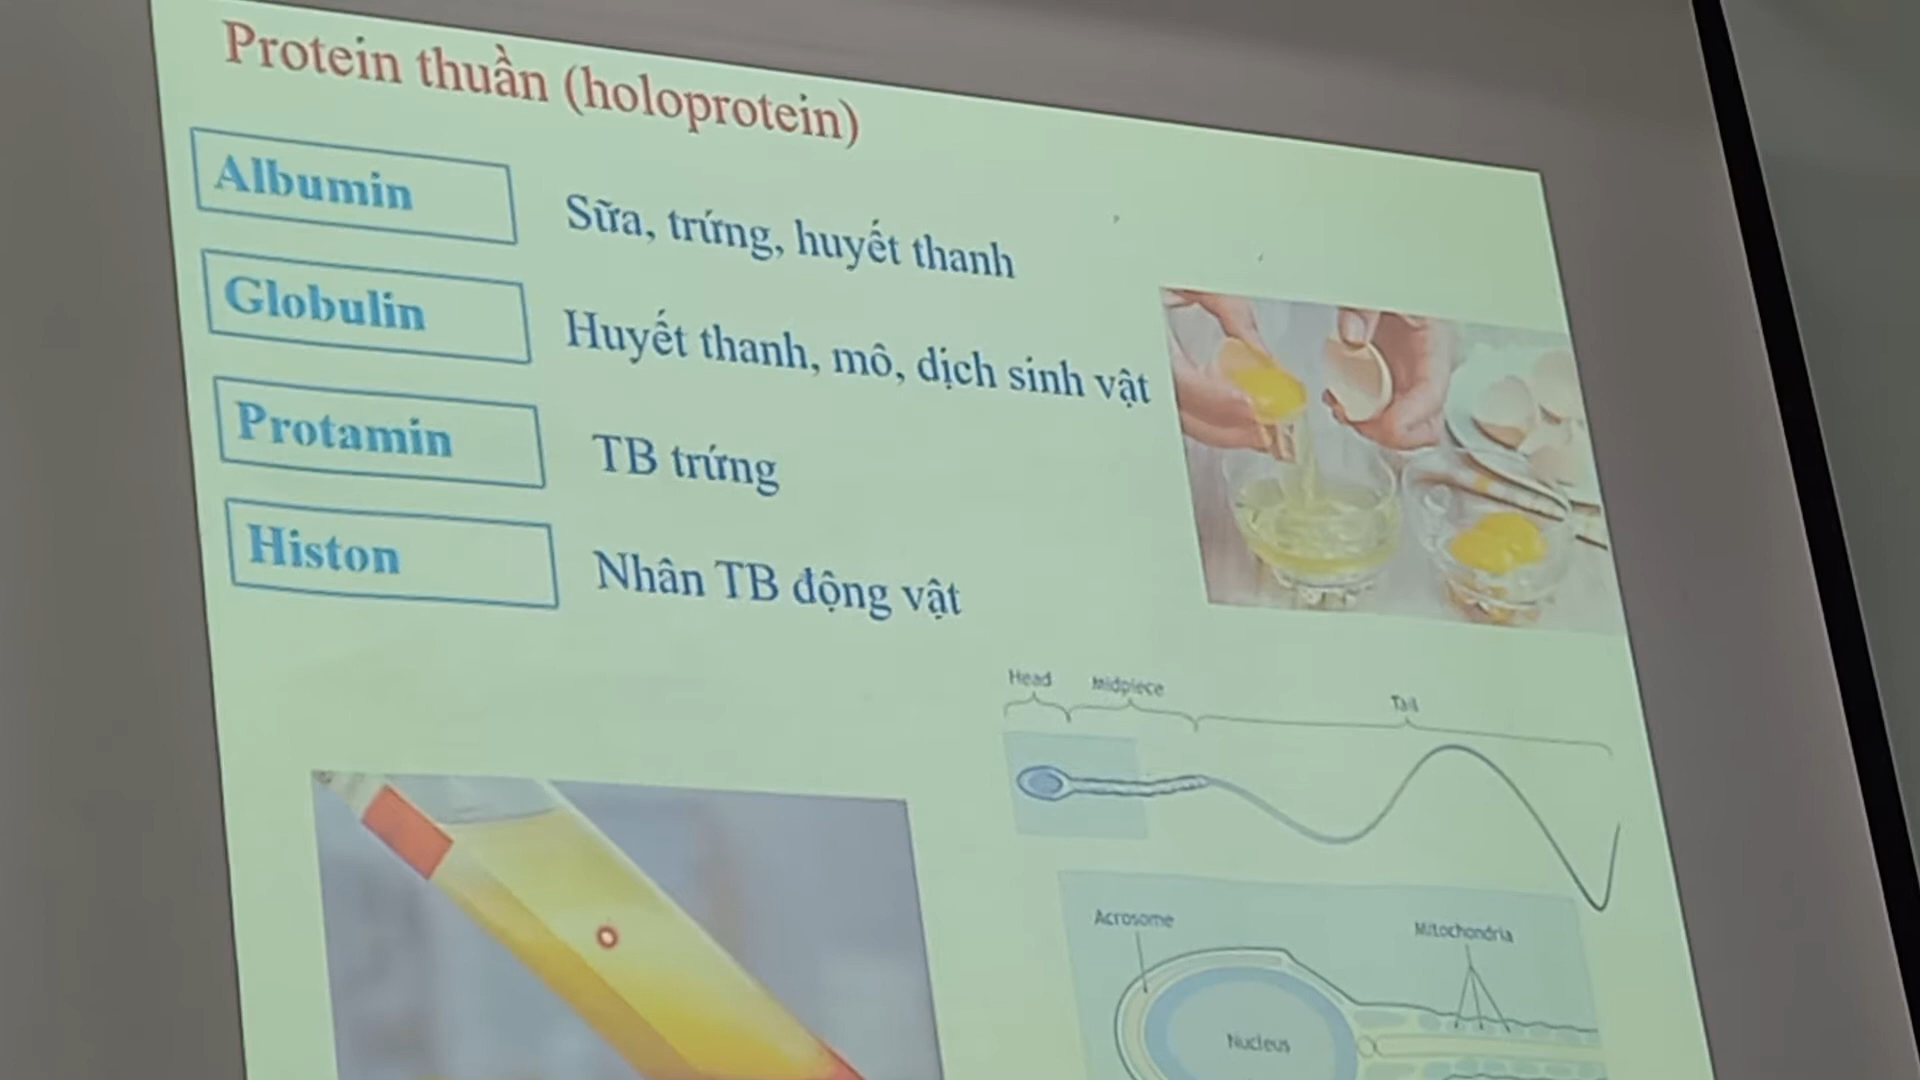 Protein thuần (holoprotein)
Albumin
Sữa, trứng, huyết thanh
Globulin
Huyết thanh, mô, dịch sinh vật
Protamin
TB trứng
Histon
Nhân TB động vật
Head
Midpiece
Tail
Acrosome
Mitochondria
Nucleus